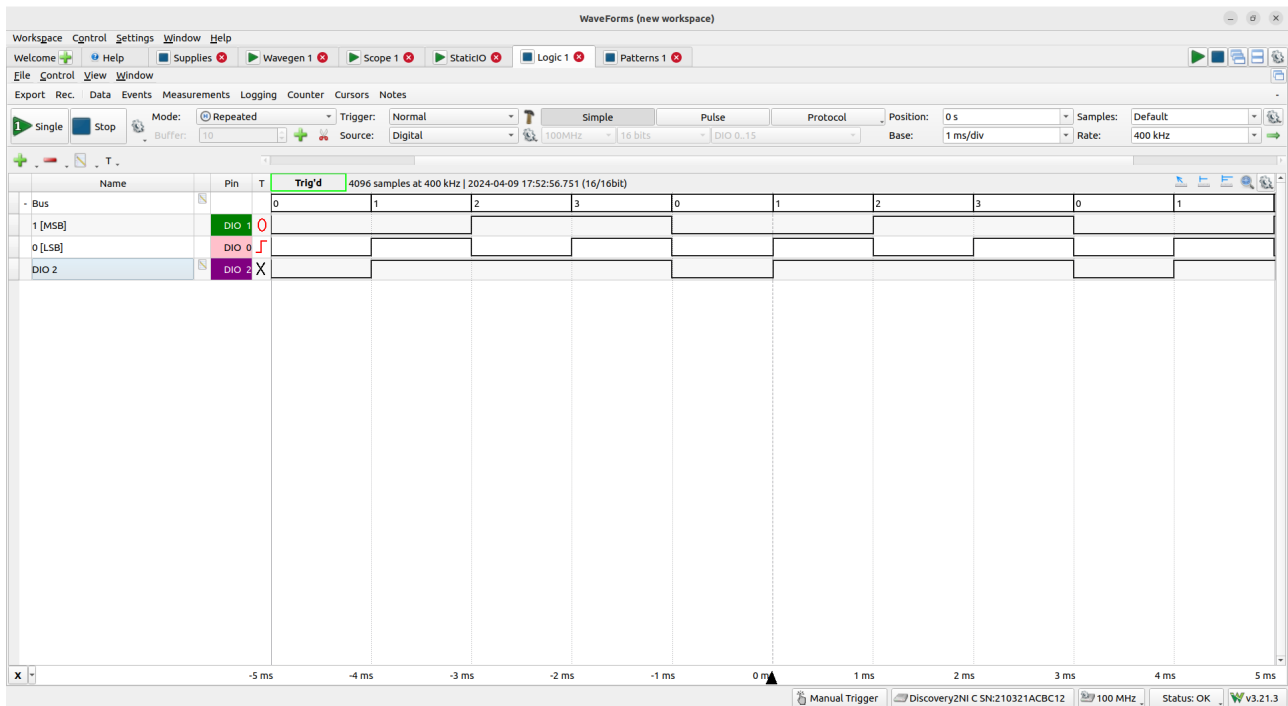 WaveForms (new workspace)
Workspace Control Settings Window Help
Welcome Help Supplies Wavegen 1 Scope 1 StaticIO Logic 1 Patterns 1
File Control View Window
Export Rec. Data Events Measurements Logging Counter Cursors Notes
1 Single Stop Mode: Repeated Trigger: Normal Simple Pulse Protocol Position: 0 s Samples: Default
Buffer: 10 Source: Digital 100MHz 16 bits DIO 0..15 Base: 1 ms/div Rate: 400 kHz
T
Name Pin T Trig'd 4096 samples at 400 kHz | 2024-04-09 17:52:56.751 (16/16bit)
- Bus 0 1 2 3 0 1 2 3 0 1
1 [MSB] DIO 1 0
0 [LSB] DIO 0
DIO 2 DIO 2 X
X -5 ms -4 ms -3 ms -2 ms -1 ms 0 ms 1 ms 2 ms 3 ms 4 ms 5 ms
Manual Trigger Discovery2NI C SN:210321ACBC12 100 MHz Status: OK W v3.21.3